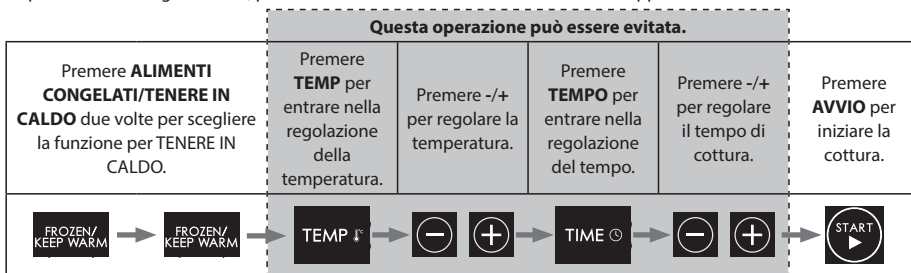 Questa operazione può essere evitata.
Premere ALIMENTI
CONGELATI/TENERE IN
CALDO due volte per scegliere
la funzione per TENERE IN
CALDO.
Premere
TEMP per
entrare nella
regolazione
della
temperatura.
Premere -/+
per regolare la
temperatura.
Premere
TEMPO per
entrare nella
regolazione
del tempo.
Premere -/+
per regolare
il tempo di
cottura.
Premere
AVVIO per
iniziare la
cottura.
FROZEN/
KEEP WARM
FROZEN/
KEEP WARM
TEMP °C
- +
TIME
- +
START